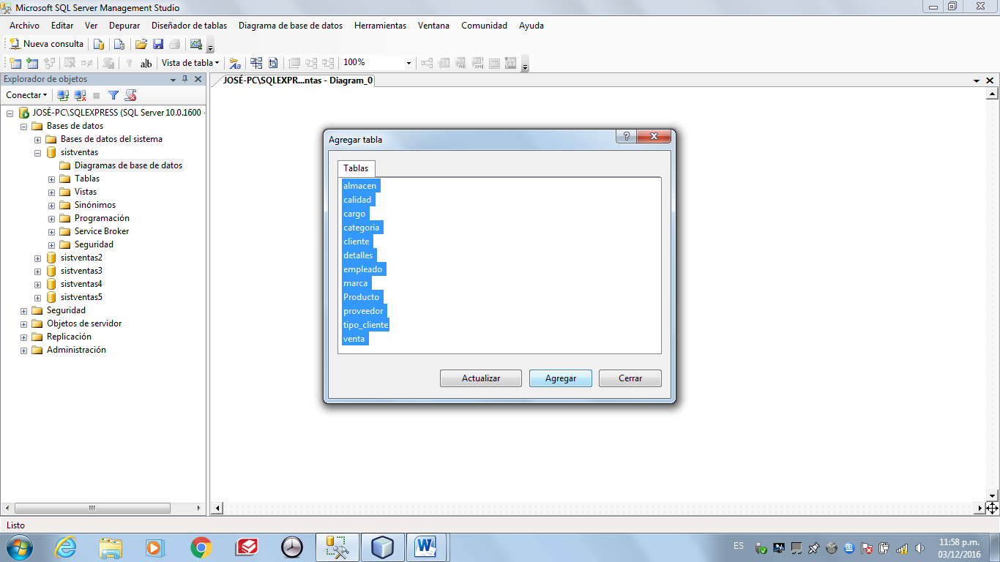 Microsoft SQL Server Management Studio
Archivo Editar Ver Depurar Diseñador de tablas Diagrama de base de datos Herramientas Ventana Comunidad Ayuda
Nueva consulta
ab Vista de tabla 100%
Explorador de objetos
JOSÉ-PC\SQLEXPR...ntas - Diagram_0
Conectar
JOSÉ-PC\SQLEXPRESS (SQL Server 10.0.1600 -
Bases de datos
Bases de datos del sistema
sistventas
Diagramas de base de datos
Tablas
Vistas
Sinónimos
Programación
Service Broker
Seguridad
sistventas2
sistventas3
sistventas4
sistventas5
Seguridad
Objetos de servidor
Replicación
Administración
Agregar tabla
Tablas
almacen
calidad
cargo
categoria
cliente
detalles
empleado
marca
Producto
proveedor
tipo_cliente
venta
Actualizar Agregar Cerrar
Listo
ES
11:58 p.m.
03/12/2016